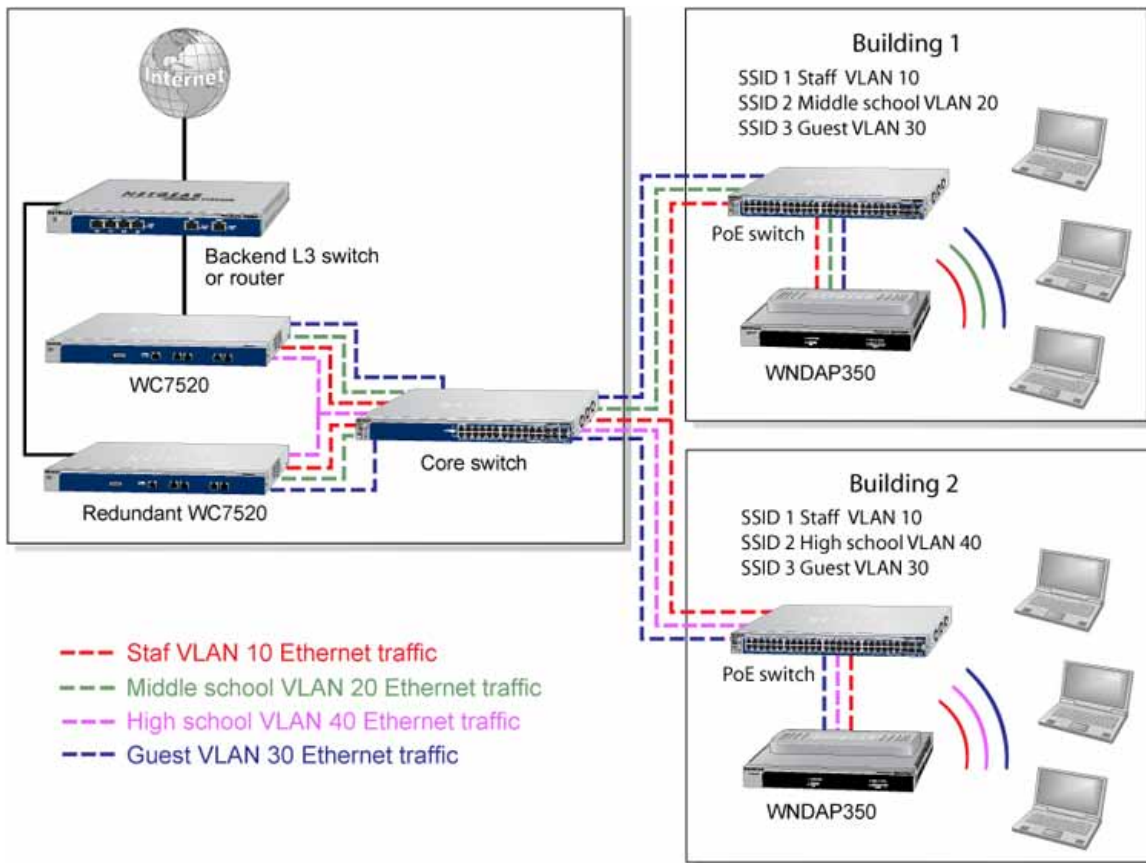 Internet
NETGEAR
Backend L3 switch
or router
WC7520
Redundant WC7520
Core switch
Building 1
SSID 1 Staff VLAN 10
SSID 2 Middle school VLAN 20
SSID 3 Guest VLAN 30
PoE switch
WNDAP350
Building 2
SSID 1 Staff VLAN 10
SSID 2 High school VLAN 40
SSID 3 Guest VLAN 30
PoE switch
WNDAP350
Staf VLAN 10 Ethernet traffic
Middle school VLAN 20 Ethernet traffic
High school VLAN 40 Ethernet traffic
Guest VLAN 30 Ethernet traffic